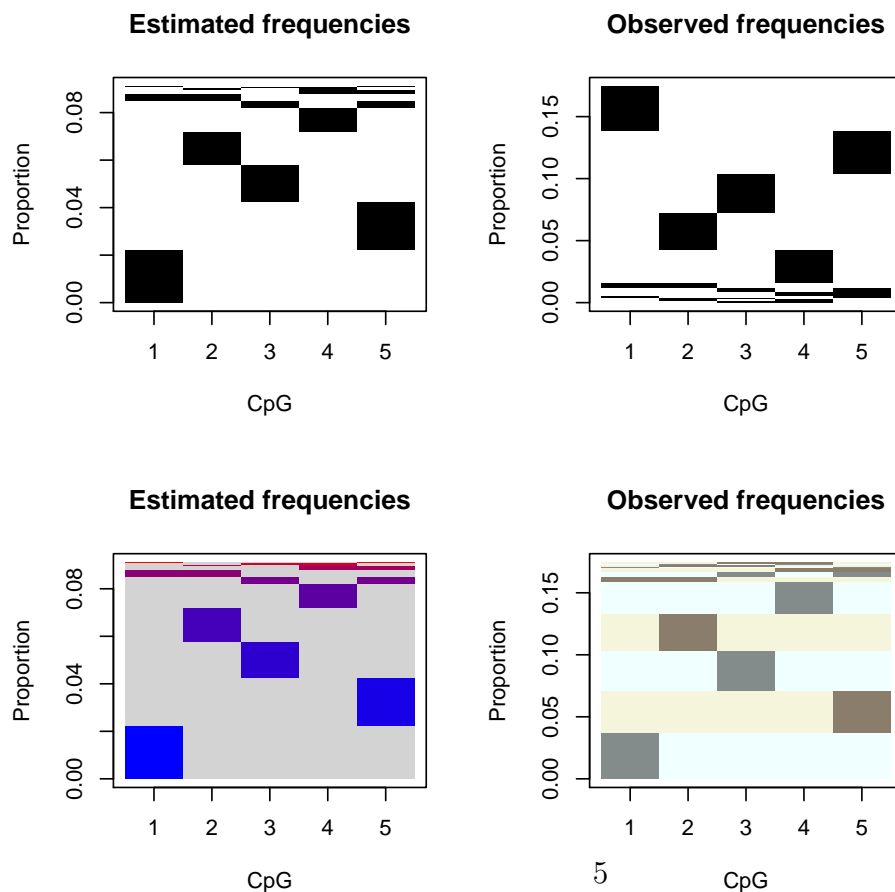 Estimated frequencies
Proportion
0.00
0.04
0.08
1 2 3 4 5
CpG
Observed frequencies
Proportion
0.00
0.05
0.10
0.15
1 2 3 4 5
CpG
Estimated frequencies
Proportion
0.00
0.04
0.08
1 2 3 4 5
CpG
Observed frequencies
Proportion
0.00
0.05
0.10
0.15
1 2 3 4 5
CpG
5